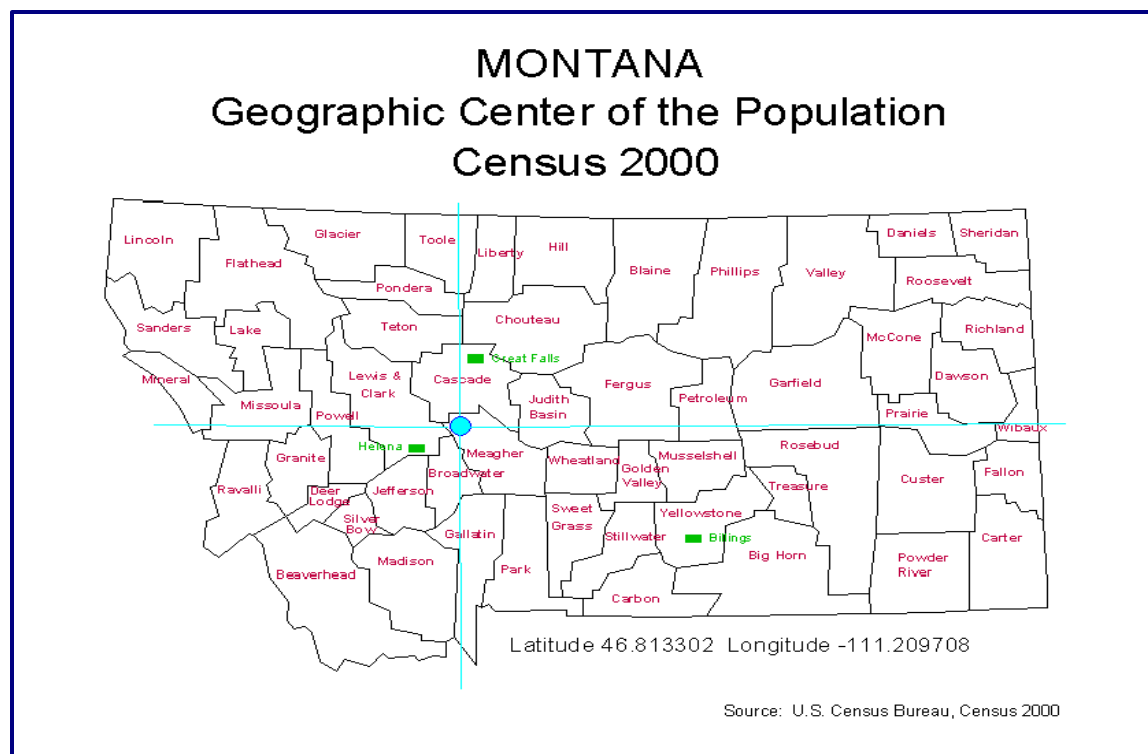 MONTANA
Geographic Center of the Population
Census 2000
Lincoln
Flathead
Glacier
Toole
Liberty
Hill
Blaine
Phillips
Valley
Daniels
Sheridan
Roosevelt
Pondera
Sanders
Lake
Teton
Chouteau
McCone
Richland
Mineral
Missoula
Powell
Lewis &
Clark
Cascade
Great Falls
Judith
Basin
Fergus
Petroleum
Garfield
Dawson
Prairie
Wibaux
Helena
Granite
Ravalli
Deer
Lodge
Silver
Bow
Jefferson
Broadwater
Meagher
Wheatland
Golden
Valley
Musselshell
Rosebud
Treasure
Custer
Fallon
Gallatin
Sweet
Grass
Stillwater
Yellowstone
Billings
Carter
Beaverhead
Madison
Park
Carbon
Big Horn
Powder
River
Latitude 46.813302 Longitude -111.209708
Source: U.S. Census Bureau, Census 2000